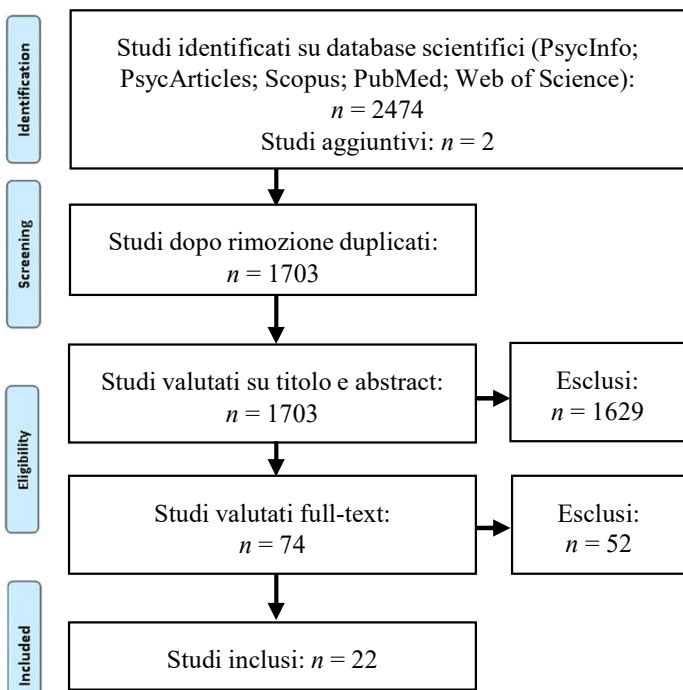 Identification
Studi identificati su database scientifici (PsycInfo;
PsycArticles; Scopus; PubMed; Web of Science):
n = 2474
Studi aggiuntivi: n = 2
Screening
Studi dopo rimozione duplicati:
n = 1703
Eligibility
Studi valutati su titolo e abstract:
n = 1703
Esclusi:
n = 1629
Studi valutati full-text:
n = 74
Esclusi:
n = 52
Included
Studi inclusi: n = 22